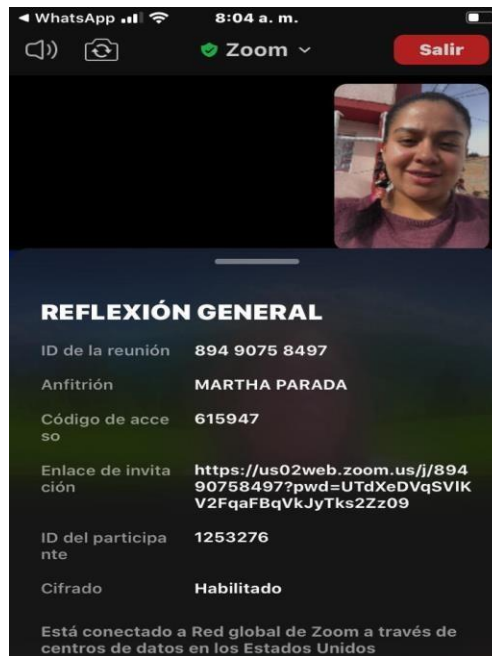 WhatsApp 8:04 a. m.
Zoom Salir
REFLEXIÓN GENERAL
ID de la reunión 894 9075 8497
Anfitrión MARTHA PARADA
Código de acce 615947
so
Enlace de invita https://us02web.zoom.us/j/894
ción 90758497?pwd=UTdXeDVqSVlK
V2FqaFBqVkJyTks2Zz09
ID del participa 1253276
nte
Cifrado Habilitado
Está conectado a Red global de Zoom a través de
centros de datos en los Estados Unidos